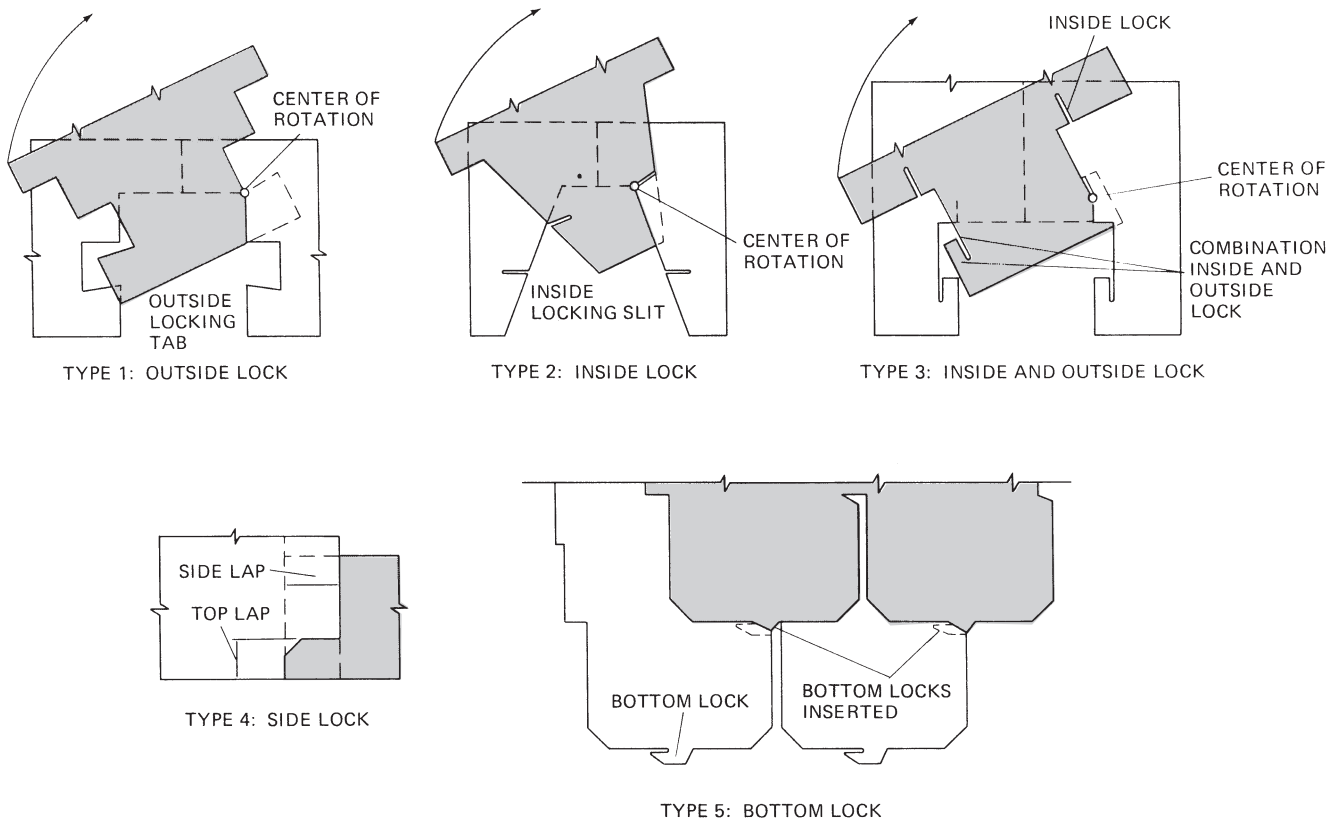 CENTER OF
ROTATION
OUTSIDE
LOCKING
TAB
TYPE 1: OUTSIDE LOCK
CENTER OF
ROTATION
INSIDE
LOCKING SLIT
TYPE 2: INSIDE LOCK
INSIDE LOCK
CENTER OF
ROTATION
COMBINATION
INSIDE AND
OUTSIDE
LOCK
TYPE 3: INSIDE AND OUTSIDE LOCK
SIDE LAP
TOP LAP
TYPE 4: SIDE LOCK
BOTTOM LOCK
BOTTOM LOCKS
INSERTED
TYPE 5: BOTTOM LOCK